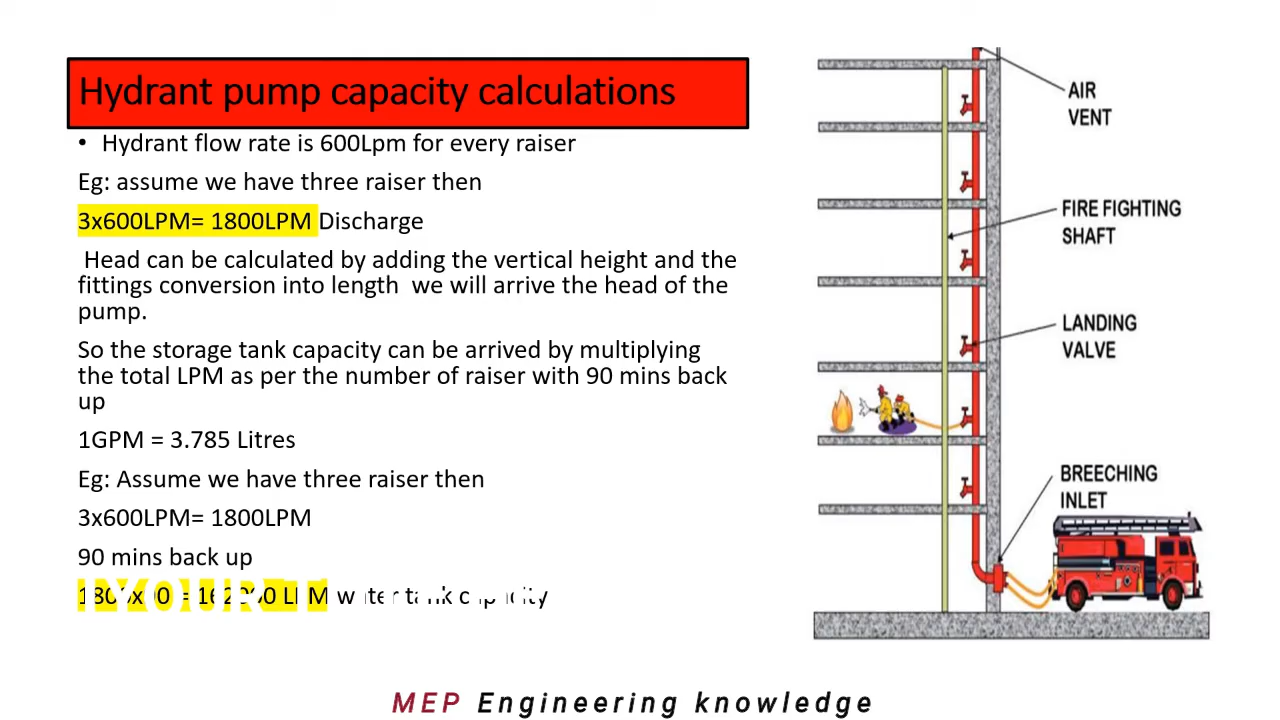 Hydrant pump capacity calculations
• Hydrant flow rate is 600Lpm for every raiser
Eg: assume we have three raiser then
3x600LPM= 1800LPM Discharge
Head can be calculated by adding the vertical height and the
fittings conversion into length we will arrive the head of the
pump.
So the storage tank capacity can be arrived by multiplying
the total LPM as per the number of raiser with 90 mins back
up
1GPM = 3.785 Litres
Eg: Assume we have three raiser then
3x600LPM= 1800LPM
90 mins back up
water tank capacity
AIR
VENT
FIRE FIGHTING
SHAFT
LANDING
VALVE
BREECHING
INLET
MEP Engineering knowledge